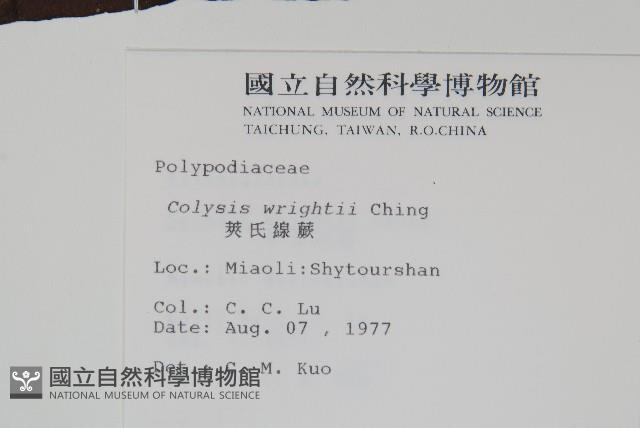 國立自然科學博物館
NATIONAL MUSEUM OF NATURAL SCIENCE
TAICHUNG, TAIWAN, R.O.CHINA
Polypodiaceae
Colysis wrightii Ching
萊氏線蕨
Loc.: Miaoli:Shytourshan
Col.: C. C. Lu
Date: Aug. 07 , 1977
Det.: C. M. Kuo
國立自然科學博物館
NATIONAL MUSEUM OF NATURAL SCIENCE